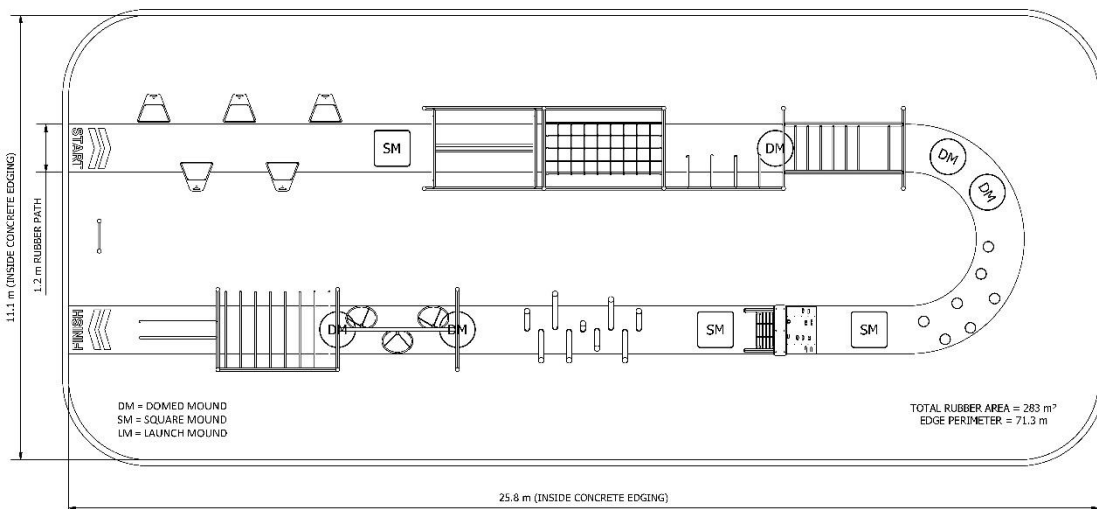 START
SM
DM
DM
DM
11.1 m (INSIDE CONCRETE EDGING)
1.2 m RUBBER PATH
FINISH
DM
DM
SM
SM
DM = DOMED MOUND
SM = SQUARE MOUND
LM = LAUNCH MOUND
TOTAL RUBBER AREA = 283 m²
EDGE PERIMETER = 71.3 m
25.8 m (INSIDE CONCRETE EDGING)